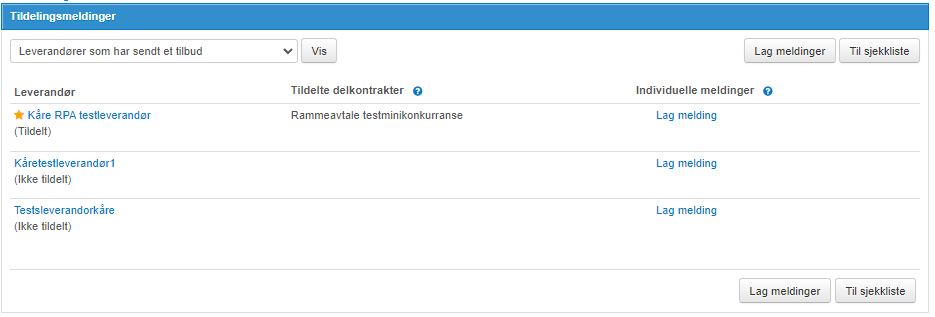 Tildelingsmeldinger
Leverandører som har sendt et tilbud Vis Lag meldinger Til sjekkliste
Leverandør Tildelte delkontrakter ? Individuelle meldinger ?
Kåre RPA testleverandør Rammeavtale testminikonkurranse Lag melding
(Tildelt)
Kåretestleverandør1 Lag melding
(Ikke tildelt)
Testsleverandorkåre Lag melding
(Ikke tildelt)
Lag meldinger Til sjekkliste